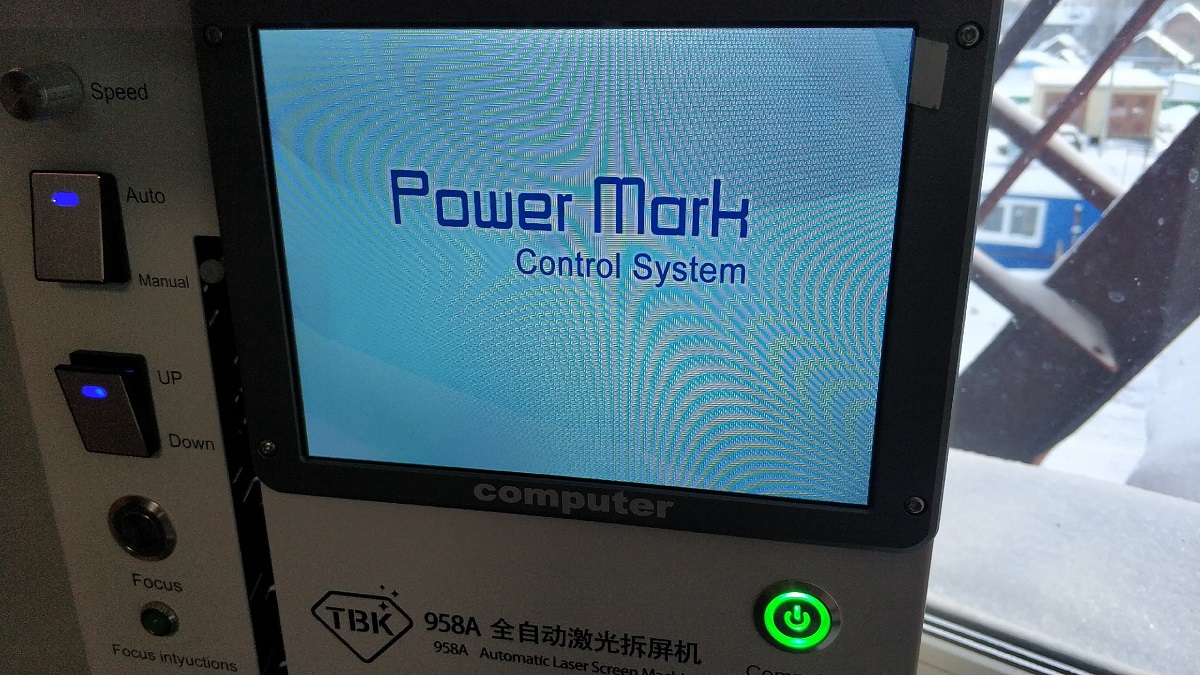 Speed
Auto
Manual
UP
Down
Focus
Focus intyuctions
Power Mark
Control System
computer
TBK
958A 全自动激光拆屏机
958A Automatic Laser Screen